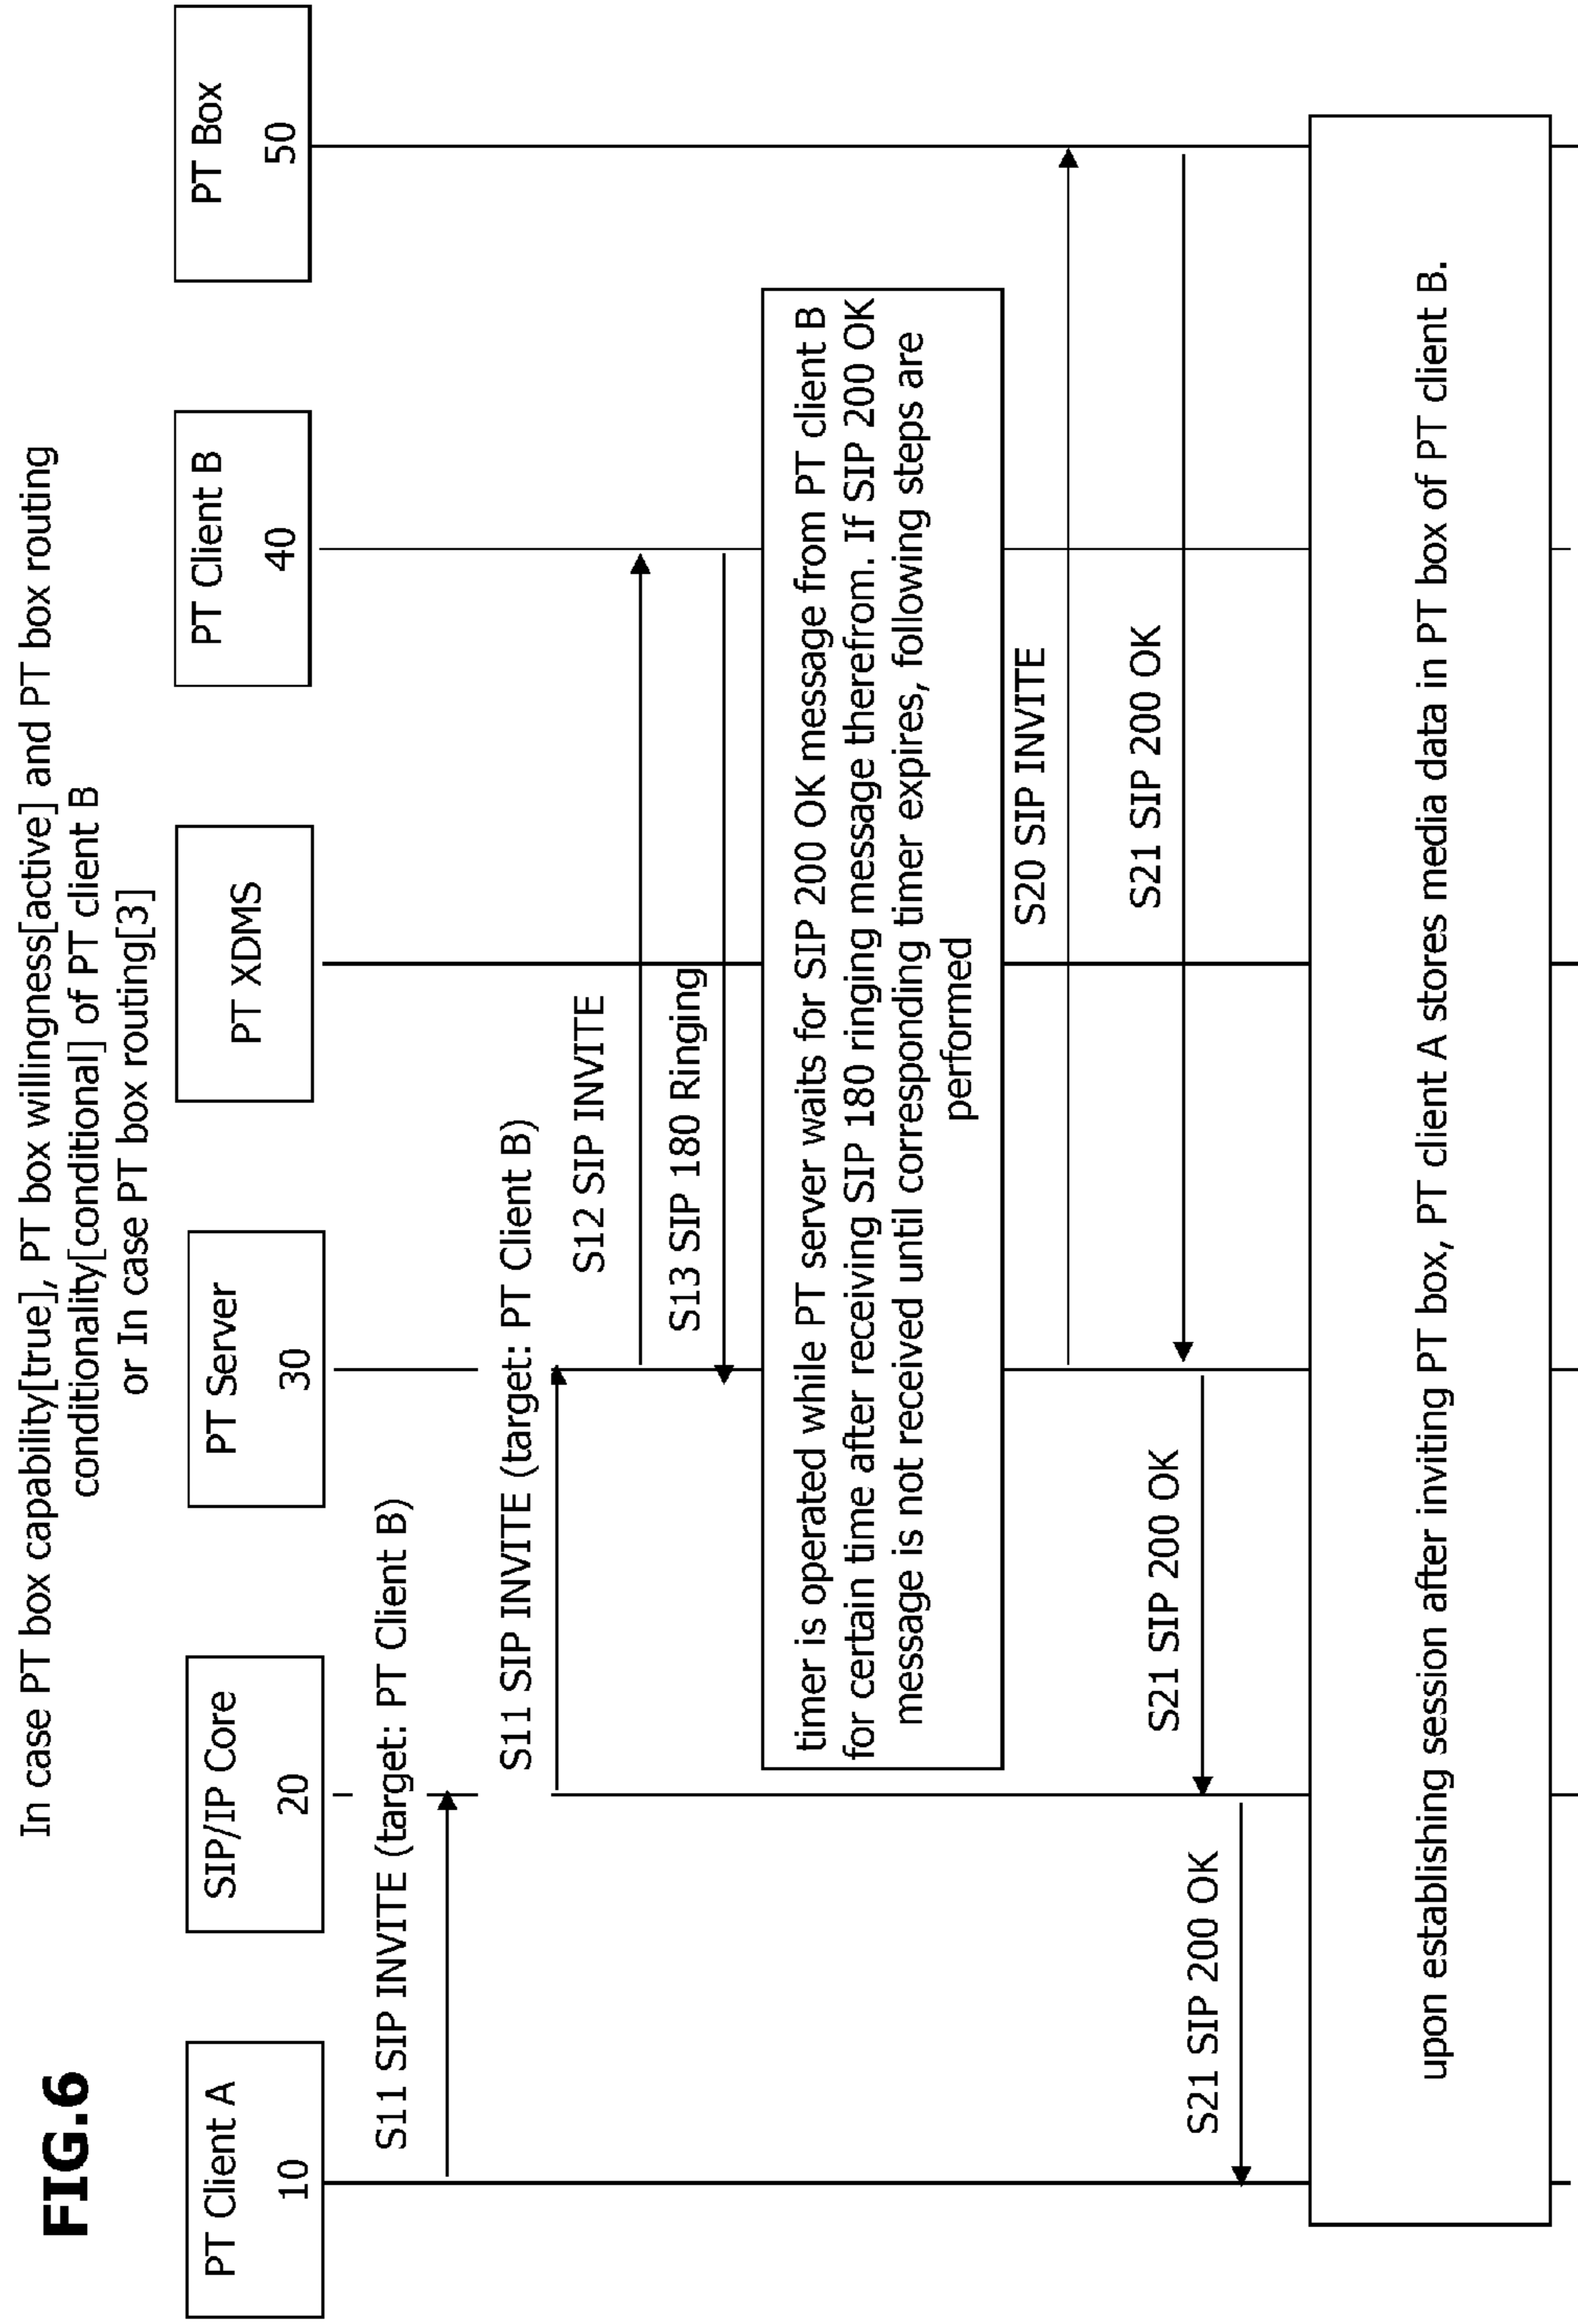 FIG.6
In case PT box capability[true], PT box willingness[active] and PT box routing
conditionality[conditional] of PT client B
or In case PT box routing[3]
PT Client A
10
SIP/IP Core
20
PT Server
30
PT XDMS
PT Client B
40
PT Box
50
S11 SIP INVITE (target: PT Client B)
S11 SIP INVITE (target: PT Client B)
S12 SIP INVITE
S13 SIP 180 Ringing
timer is operated while PT server waits for SIP 200 OK message from PT client B
for certain time after receiving SIP 180 ringing message therefrom. If SIP 200 OK
message is not received until corresponding timer expires, following steps are
performed
S20 SIP INVITE
S21 SIP 200 OK
S21 SIP 200 OK
S21 SIP 200 OK
upon establishing session after inviting PT box, PT client A stores media data in PT box of PT client B.